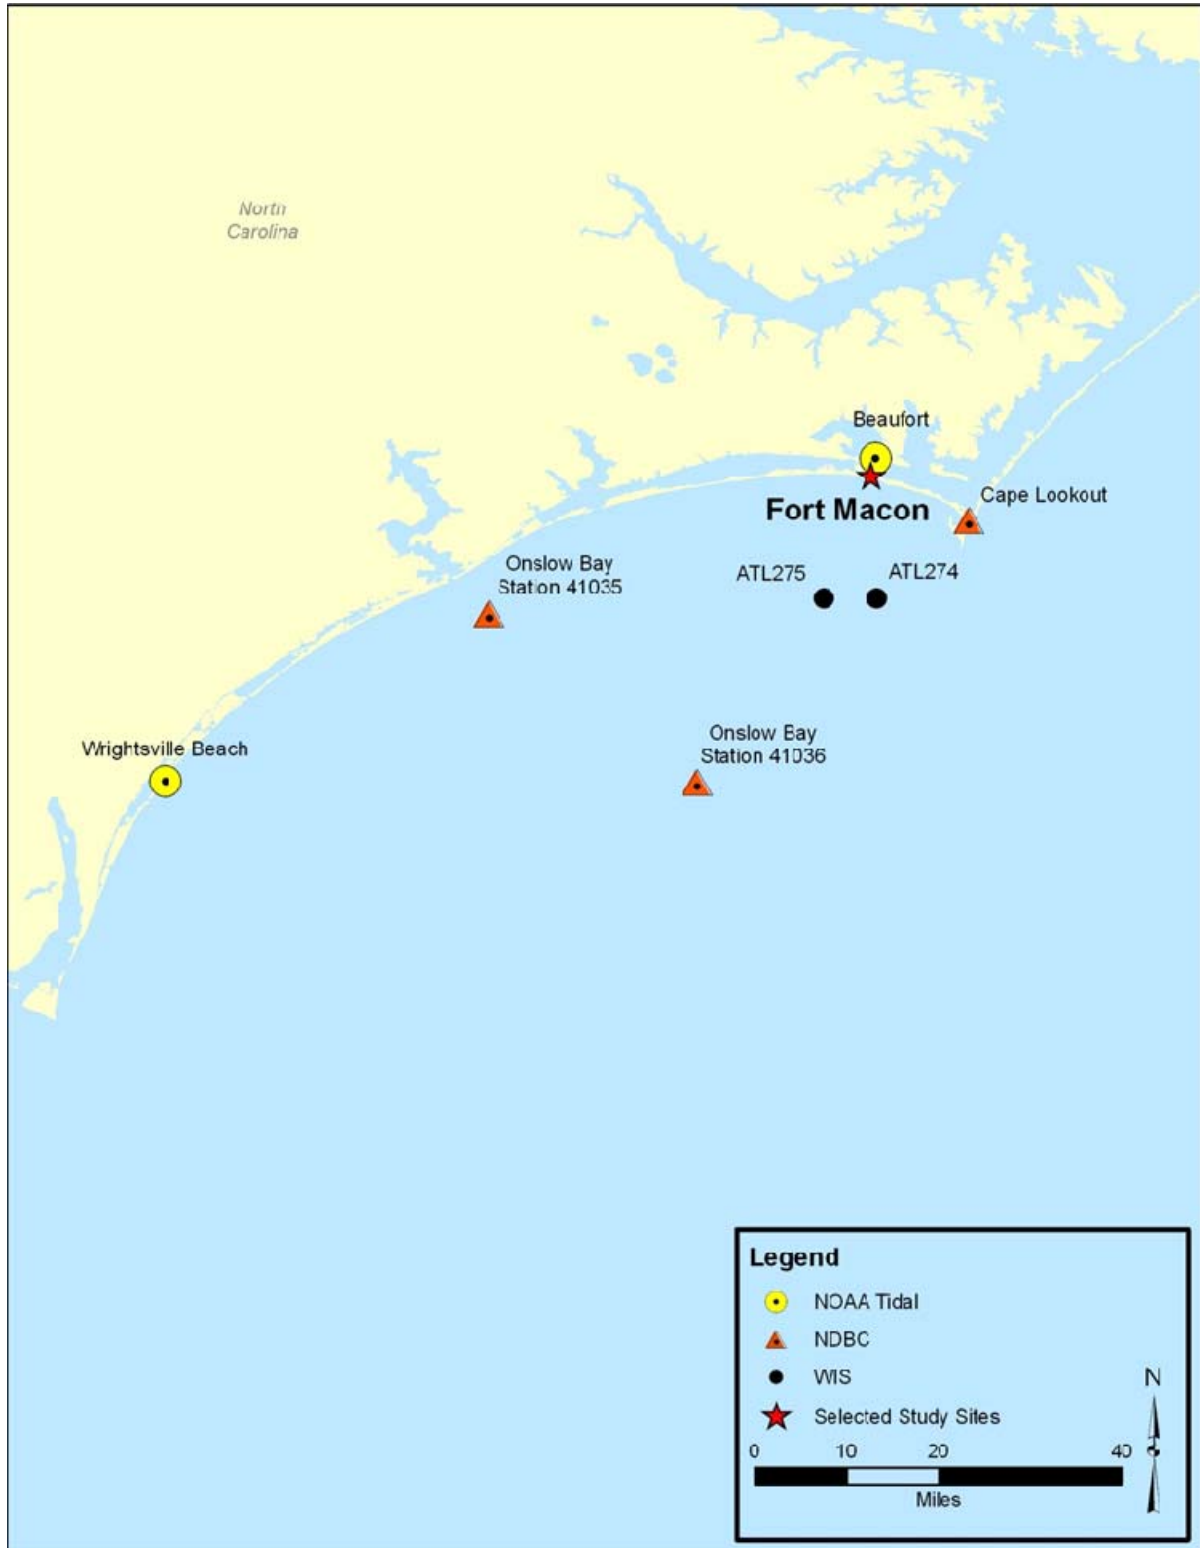 North
Carolina
Beaufort
Cape Lookout
Fort Macon
Onslow Bay
Station 41035
ATL275
ATL274
Onslow Bay
Station 41036
Wrightsville Beach
Legend
NOAA Tidal
NDBC
WIS
Selected Study Sites
N
0 10 20 40
Miles